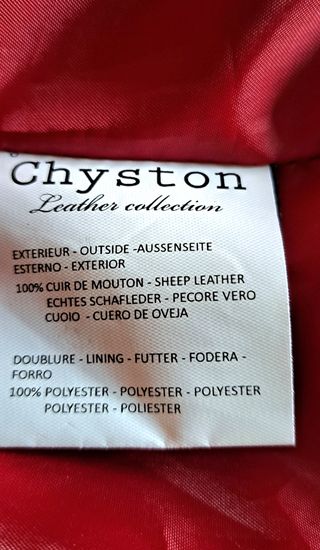 Chyston
Leather collection
EXTERIEUR - OUTSIDE -AUSSENSEITE
ESTERNO - EXTERIOR
100% CUIR DE MOUTON - SHEEP LEATHER
ECHTES SCHAFLEDER - PECORE VERO
CUOIO - CUERO DE OVEJA
DOUBLURE - LINING - FUTTER - FODERA -
FORRO
100% POLYESTER - POLYESTER - POLYESTER
POLYESTER - POLIESTER